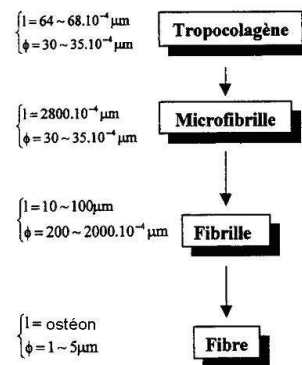 l = 64 ~ 68.10⁻⁴ μm
ϕ = 30 ~ 35.10⁻⁴ μm
Tropocolagène
l = 2800.10⁻⁴ μm
ϕ = 30 ~ 35.10⁻⁴ μm
Microfibrille
l = 10 ~ 100μm
ϕ = 200 ~ 2000.10⁻⁴ μm
Fibrille
l = ostéon
ϕ = 1 ~ 5μm
Fibre